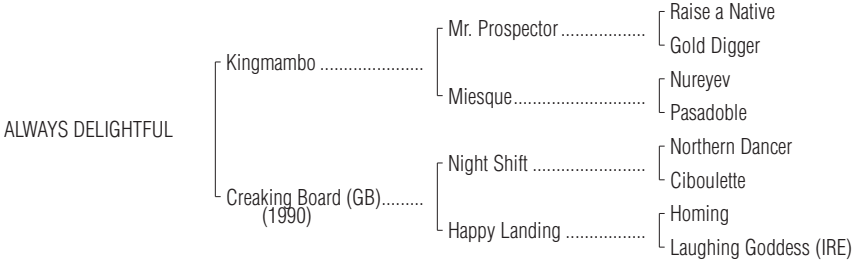 Raise a Native
Mr. Prospector ..................
Gold Digger
Kingmambo ......................
Nureyev
Miesque............................
Pasadoble
ALWAYS DELIGHTFUL
Northern Dancer
Night Shift ........................
Ciboulette
Creaking Board (GB).........
(1990)
Homing
Happy Landing .................
Laughing Goddess (IRE)